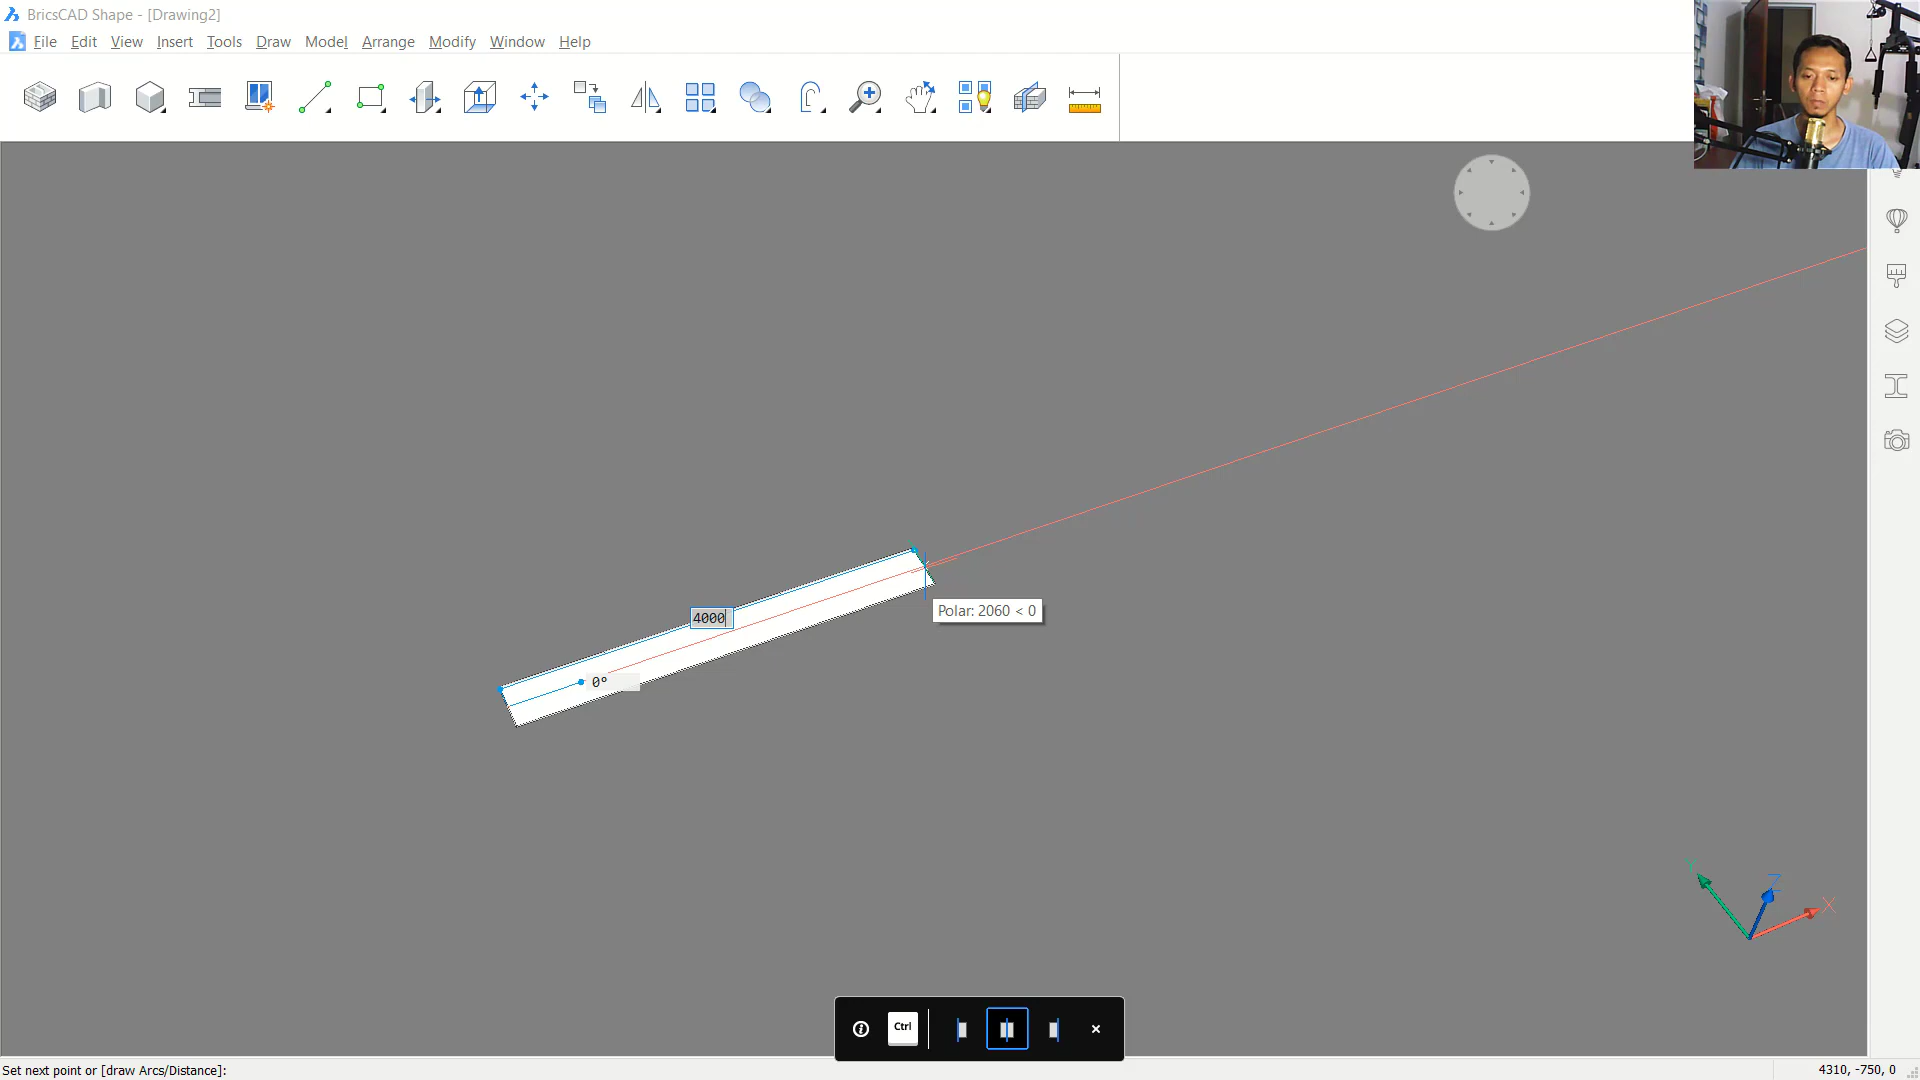 BricsCAD Shape - [Drawing2]
File Edit View Insert Tools Draw Model Arrange Modify Window Help
4000
Polar: 2060 < 0
0°
Z
X
Ctrl
Set next point or [draw Arcs/Distance]:
4310, -750, 0